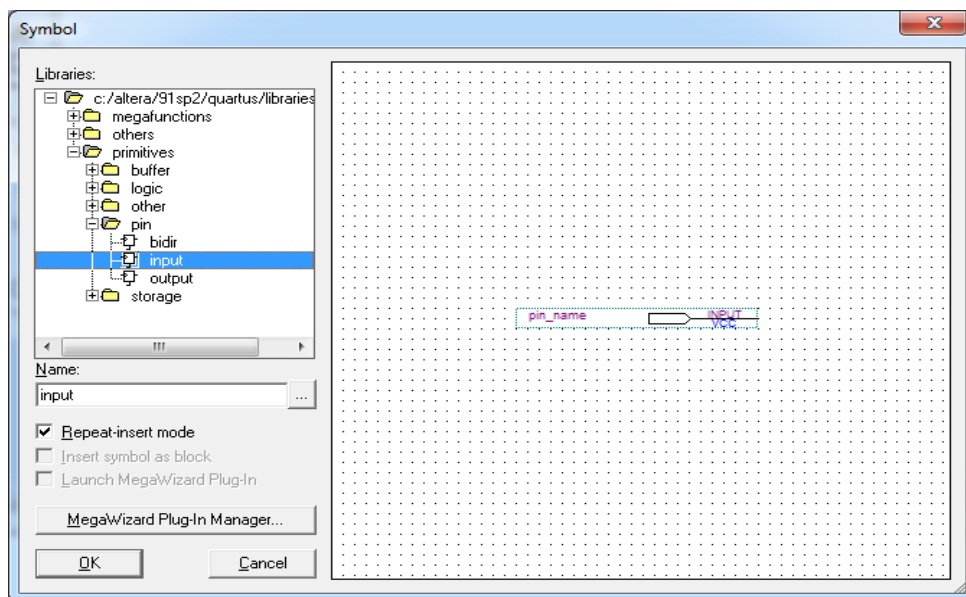 Symbol
Libraries:
c:/altera/91sp2/quartus/libraries
megafunctions
others
primitives
buffer
logic
other
pin
bidir
input
output
storage
Name:
input
...
Repeat-insert mode
Insert symbol as block
Launch MegaWizard Plug-In
MegaWizard Plug-In Manager...
OK Cancel
pin_name INPUT
VCC